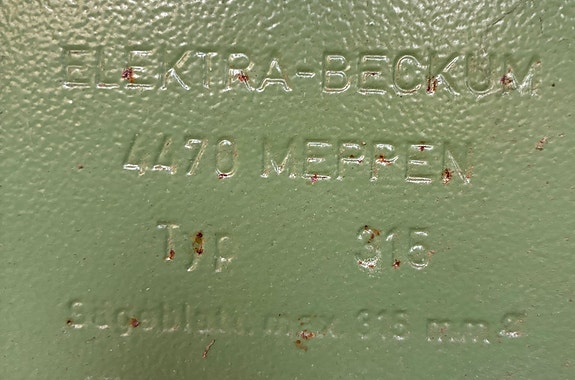 ELEKTRA-BECKUM
4470 MEPPEN
Typ 315
Sägeblatt max. 315 mm ø